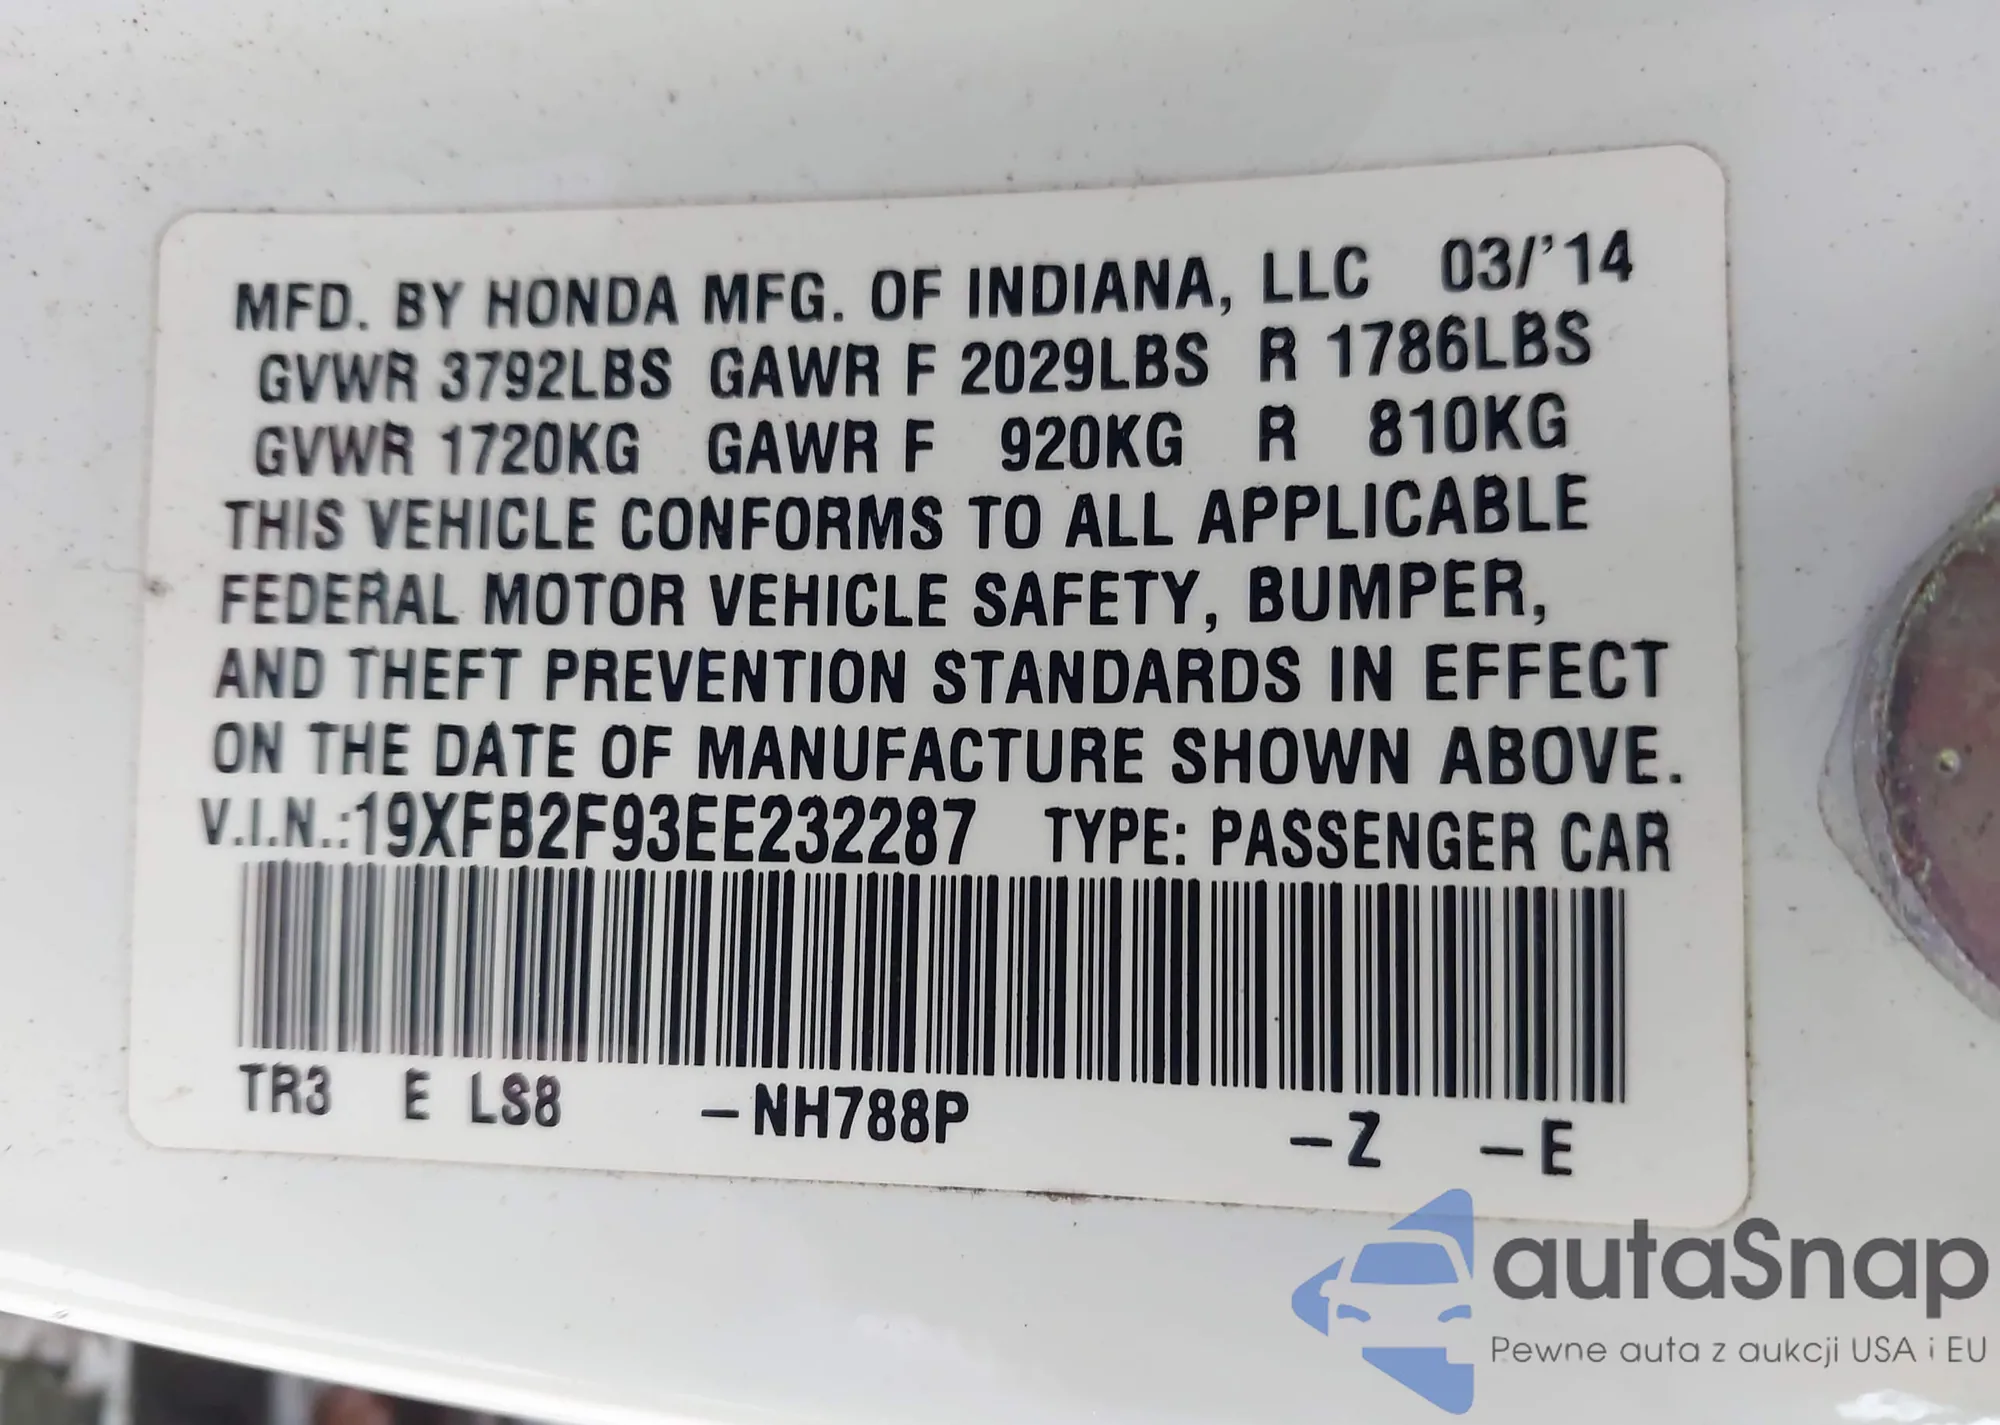 MFD. BY HONDA MFG. OF INDIANA, LLC 03/'14
GVWR 3792LBS GAWR F 2029LBS R 1786LBS
GVWR 1720KG GAWR F 920KG R 810KG
THIS VEHICLE CONFORMS TO ALL APPLICABLE
FEDERAL MOTOR VEHICLE SAFETY, BUMPER,
AND THEFT PREVENTION STANDARDS IN EFFECT
ON THE DATE OF MANUFACTURE SHOWN ABOVE.
V.I.N.:19XFB2F93EE232287 TYPE: PASSENGER CAR
TR3 E LS8 –NH788P –Z –E
autaSnap
Pewne auta z aukcji USA i EU